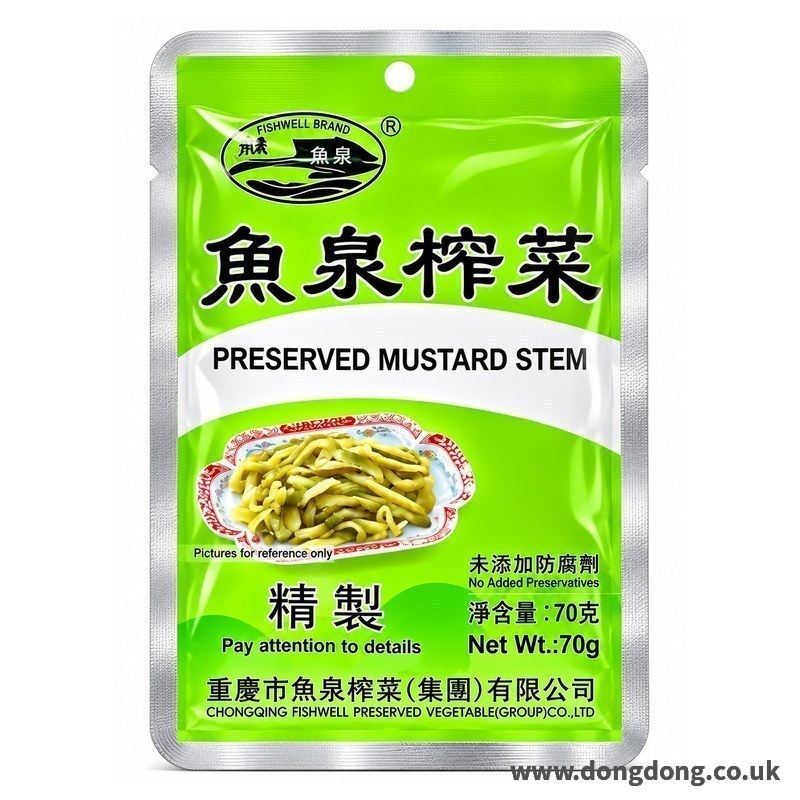 FISHWELL BRAND
魚泉
®
魚泉榨菜
PRESERVED MUSTARD STEM
Pictures for reference only
未添加防腐劑
No Added Preservatives
精製
淨含量:70克
Pay attention to details
Net Wt.:70g
重慶市魚泉榨菜(集團)有限公司
CHONGQING FISHWELL PRESERVED VEGETABLE(GROUP)CO.,LTD
www.dongdong.co.uk